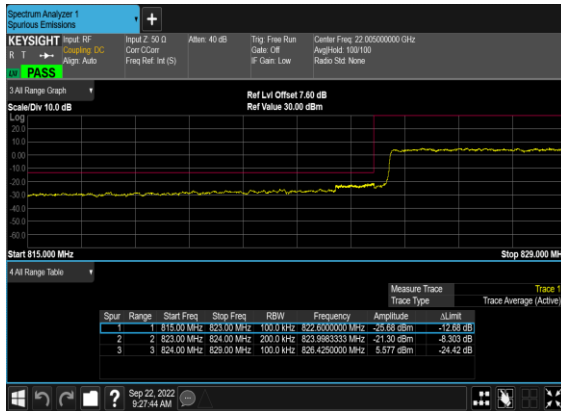 Spectrum Analyzer 1
Spurious Emissions
+
KEYSIGHT Input: RF Input Z: 50 Ω Atten: 40 dB Trig: Free Run Center Freq: 22.005000000 GHz
R T Coupling: DC Corr CCorr Gate: Off Avg|Hold: 100/100
Align: Auto Freq Ref: Int (S) IF Gain: Low Radio Std: None
PASS
3 All Range Graph
Ref Lvl Offset 7.60 dB
Scale/Div 10.0 dB Ref Value 30.00 dBm
Log
20.0
10.0
0.00
-10.0
-20.0
-30.0
-40.0
-50.0
-60.0
Start 815.000 MHz Stop 829.000 MH
4 All Range Table
Measure Trace Trace 1
Trace Type Trace Average (Active)
Spur Range Start Freq Stop Freq RBW Frequency Amplitude ΔLimit
1 1 815.00 MHz 823.00 MHz 100.0 kHz 822.6000000 MHz -25.68 dBm -12.68 dB
2 2 823.00 MHz 824.00 MHz 200.0 kHz 823.9983333 MHz -21.30 dBm -8.303 dB
3 3 824.00 MHz 829.00 MHz 100.0 kHz 826.4250000 MHz 5.577 dBm -24.42 dB
?
Sep 22, 2022
9:27:44 AM